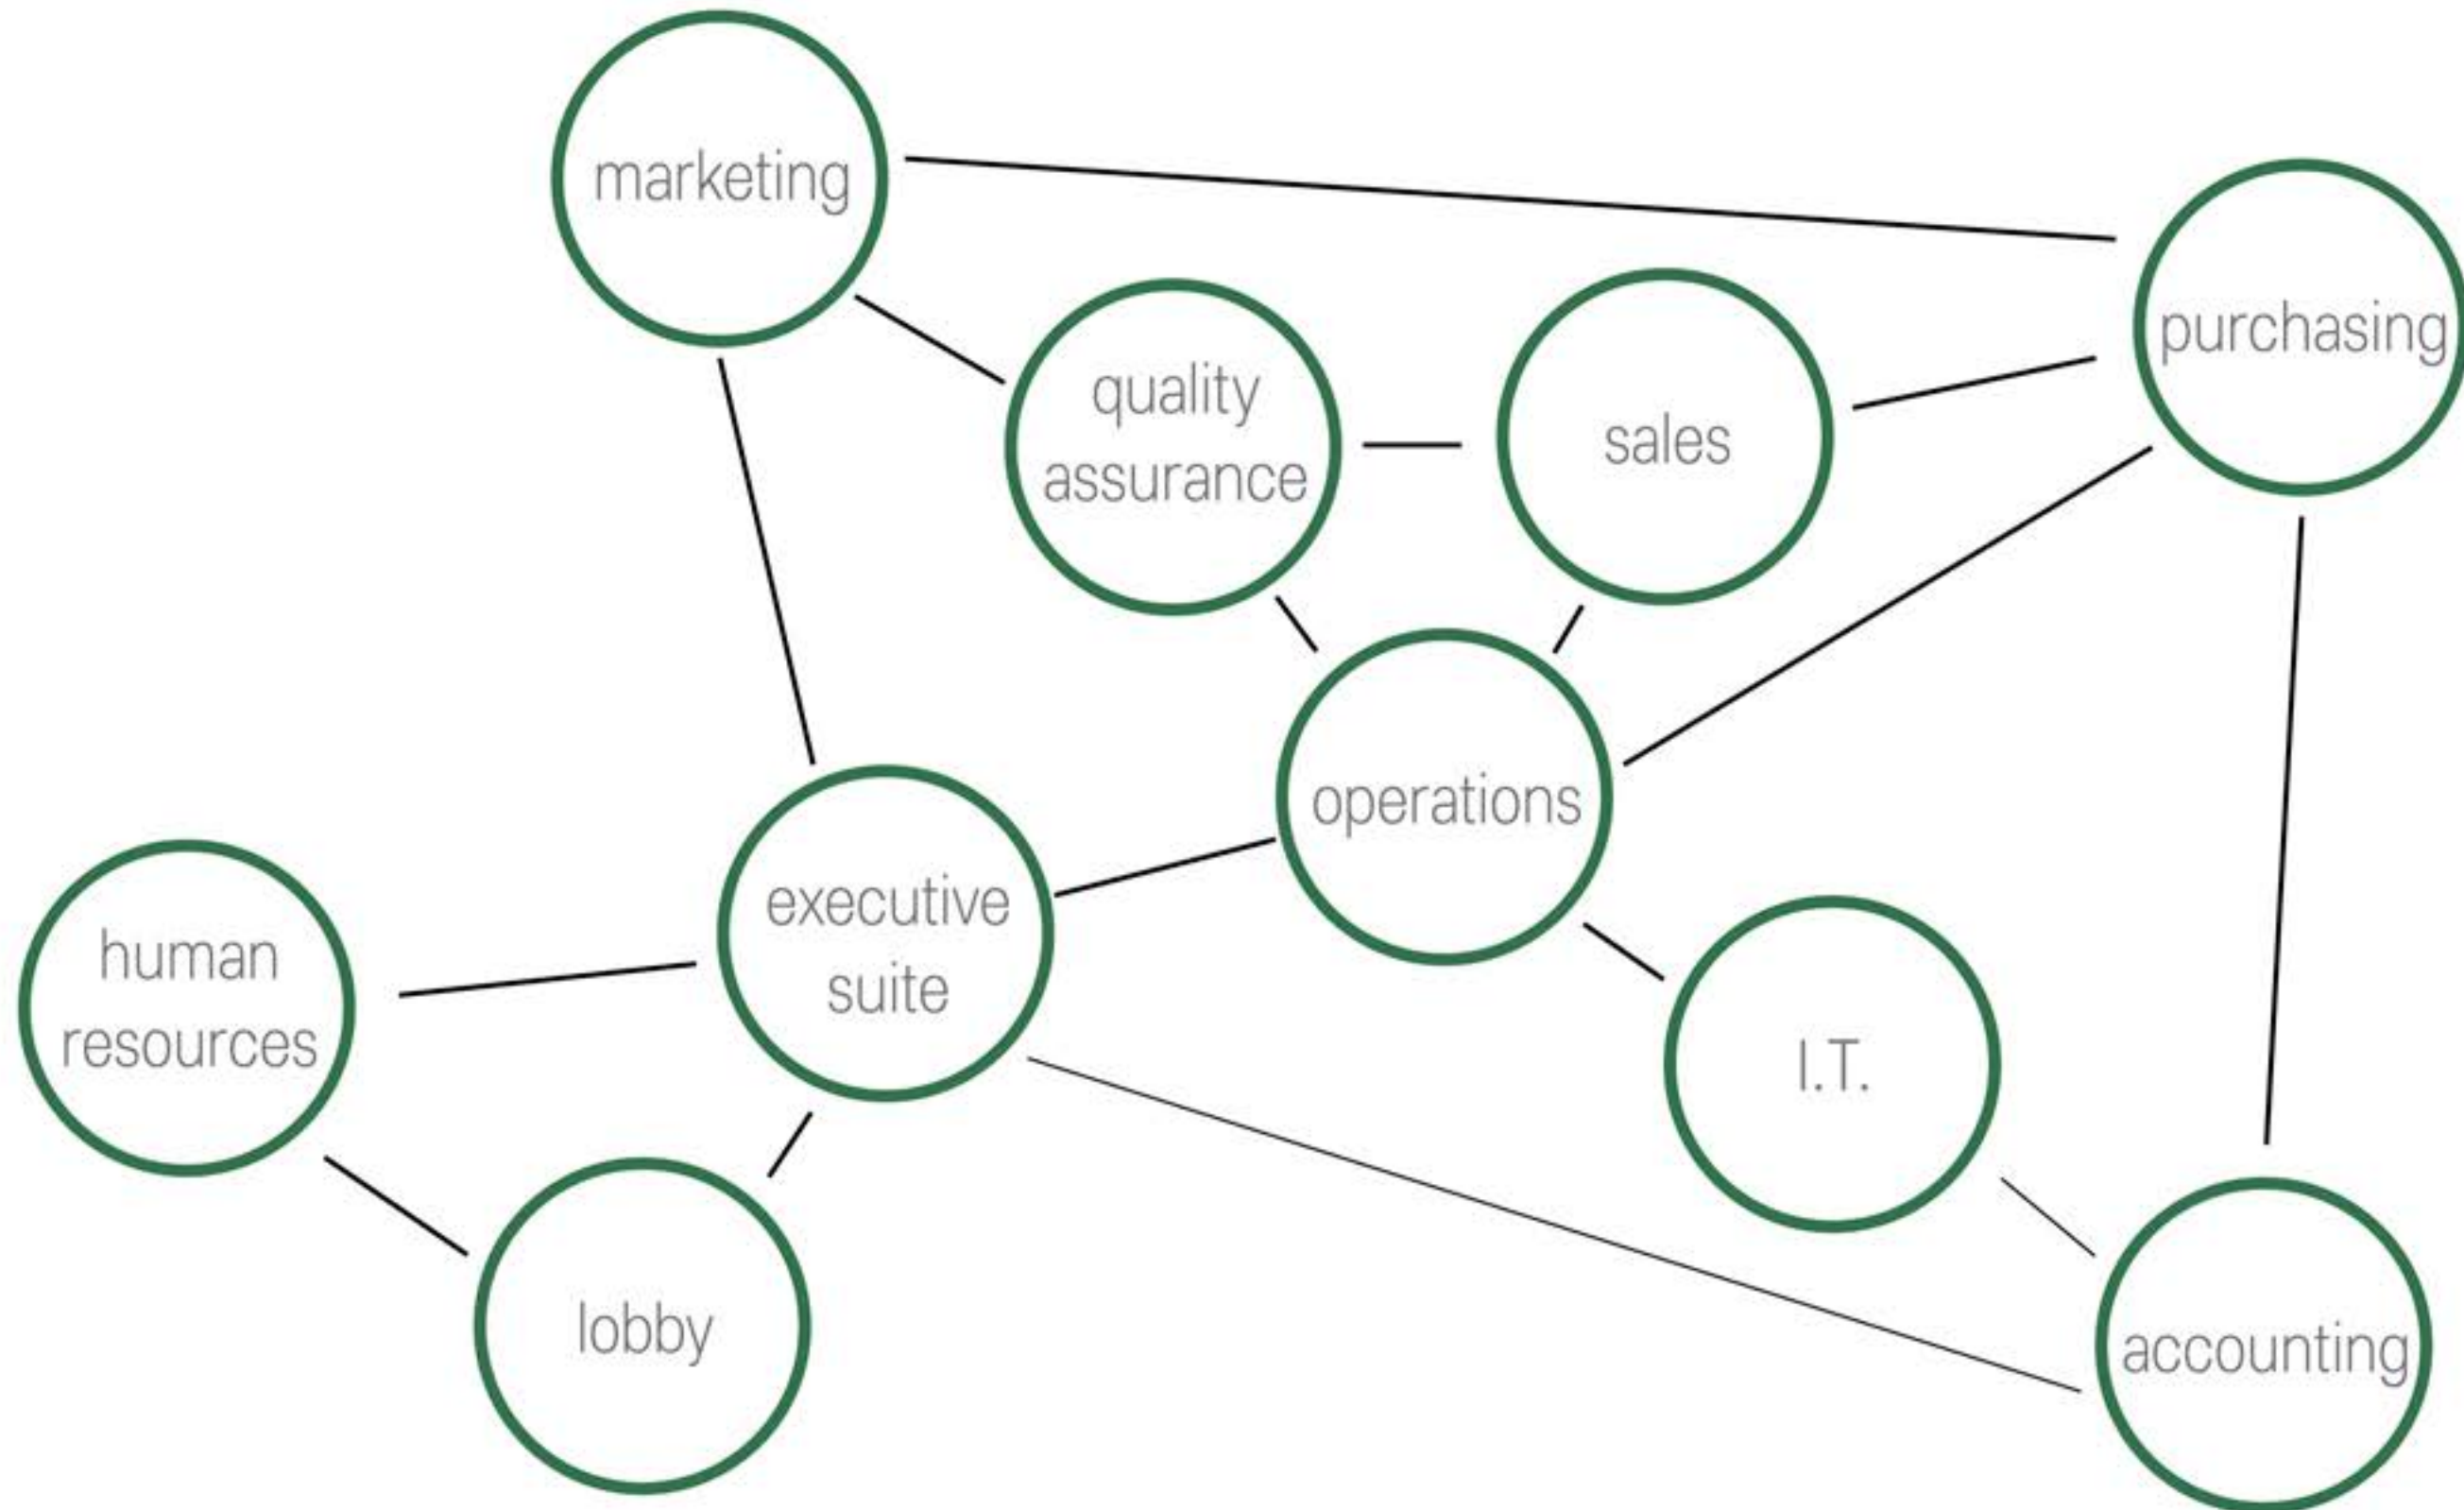 marketing
purchasing
quality
assurance
sales
operations
executive
suite
human
resources
I.T.
lobby
accounting